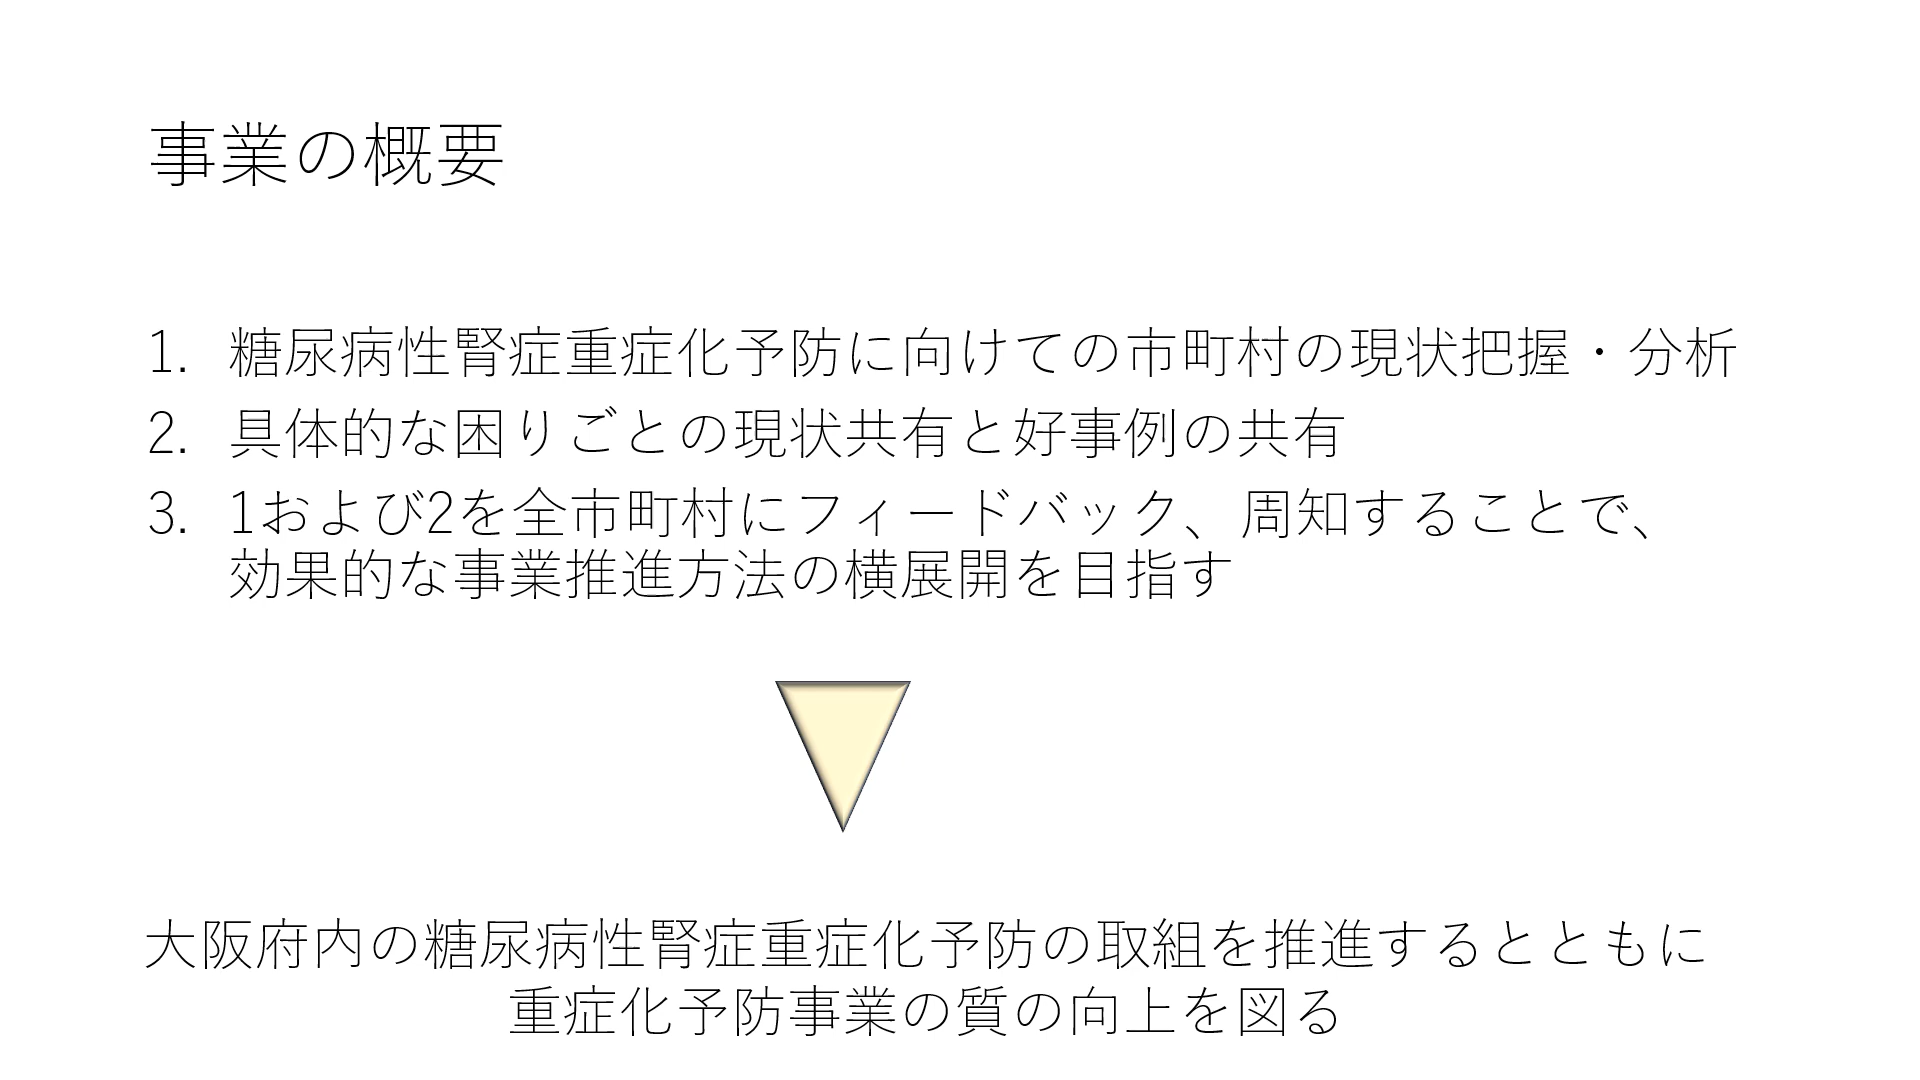 事業の概要
1. 糖尿病性腎症重症化予防に向けての市町村の現状把握・分析
2. 具体的な困りごとの現状共有と好事例の共有
3. 1および2を全市町村にフィードバック、周知することで、
効果的な事業推進方法の横展開を目指す
大阪府内の糖尿病性腎症重症化予防の取組を推進するとともに
重症化予防事業の質の向上を図る